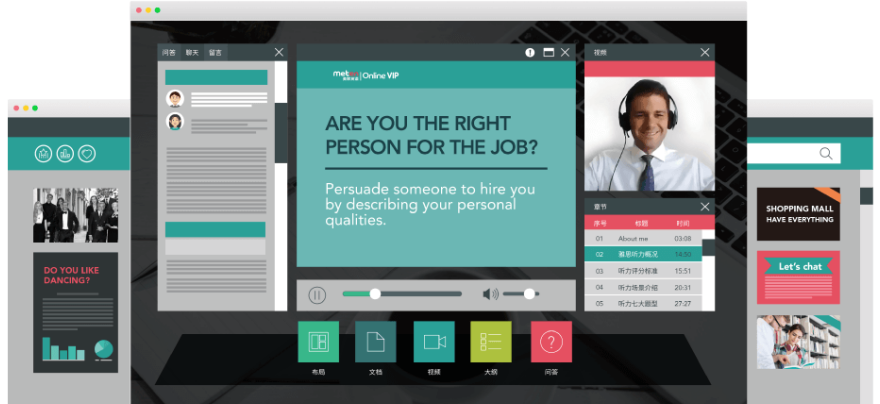 问答 聊天 留言
Online VIP
ARE YOU THE RIGHT
PERSON FOR THE JOB?
Persuade someone to hire you
by describing your personal
qualities.
视频
章节
序号 标题 时间
01 About me 03:08
02 雅思听力概况 14:50
03 听力评分标准 15:51
04 听力场景介绍 20:31
05 听力七大题型 27:27
布局
文档
视频
大纲
问答
DO YOU LIKE
DANCING?
SHOPPING MALL
HAVE EVERYTHING
Let's chat